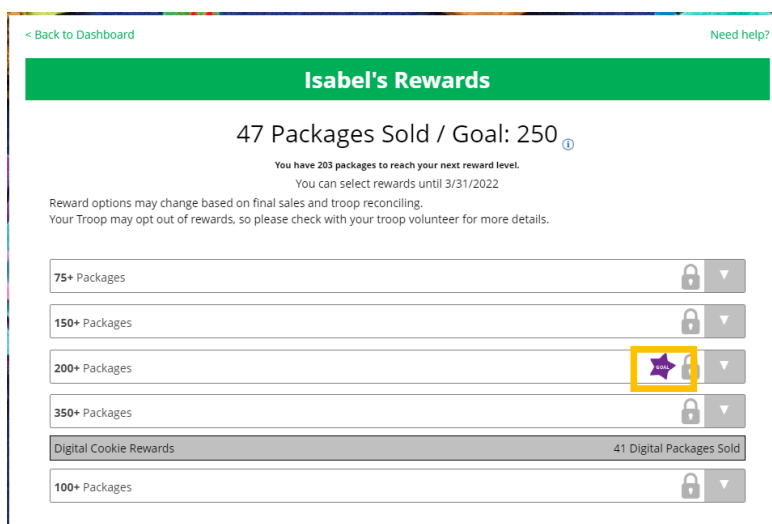 < Back to Dashboard
Need help?
Isabel's Rewards
47 Packages Sold / Goal: 250 i
You have 203 packages to reach your next reward level.
You can select rewards until 3/31/2022
Reward options may change based on final sales and troop reconciling.
Your Troop may opt out of rewards, so please check with your troop volunteer for more details.
75+ Packages
150+ Packages
200+ Packages GOAL
350+ Packages
Digital Cookie Rewards 41 Digital Packages Sold
100+ Packages